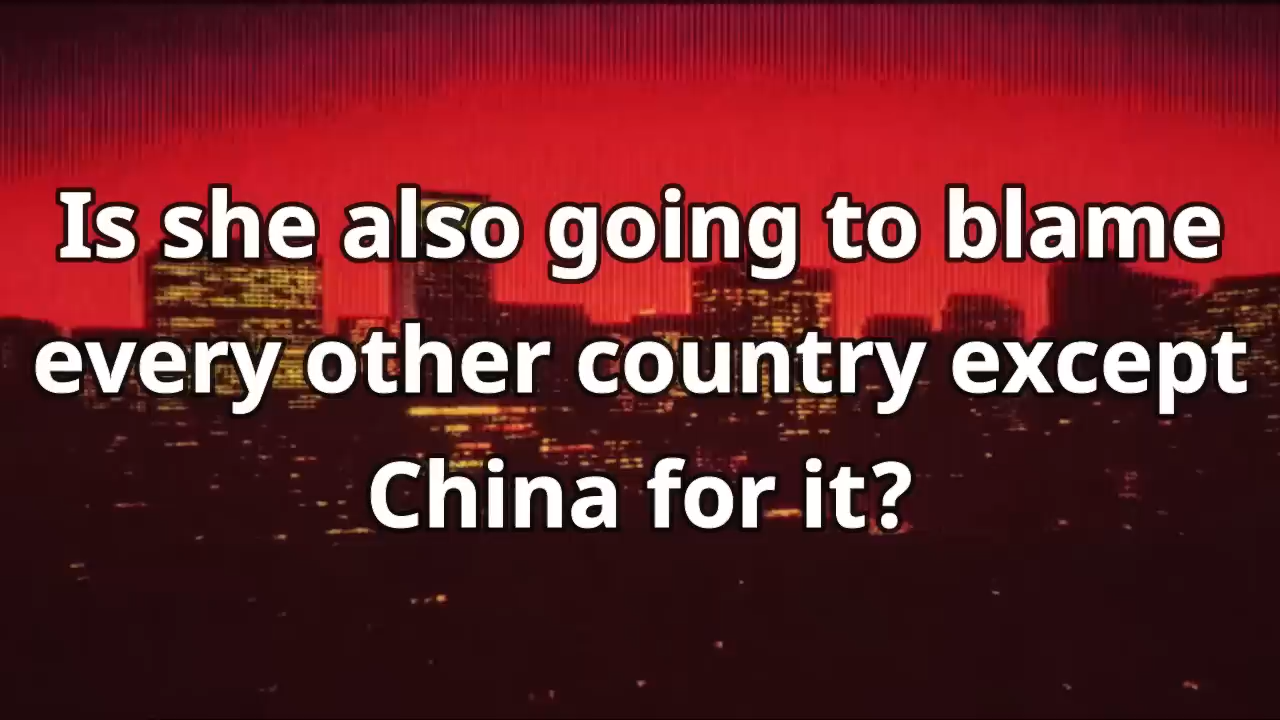 Is she also going to blame
every other country except
China for it?